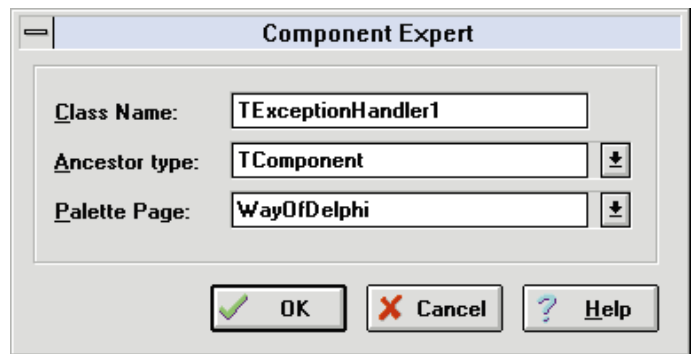 Component Expert
Class Name: TExceptionHandler1
Ancestor type: TComponent
Palette Page: WayOfDelphi
OK Cancel Help